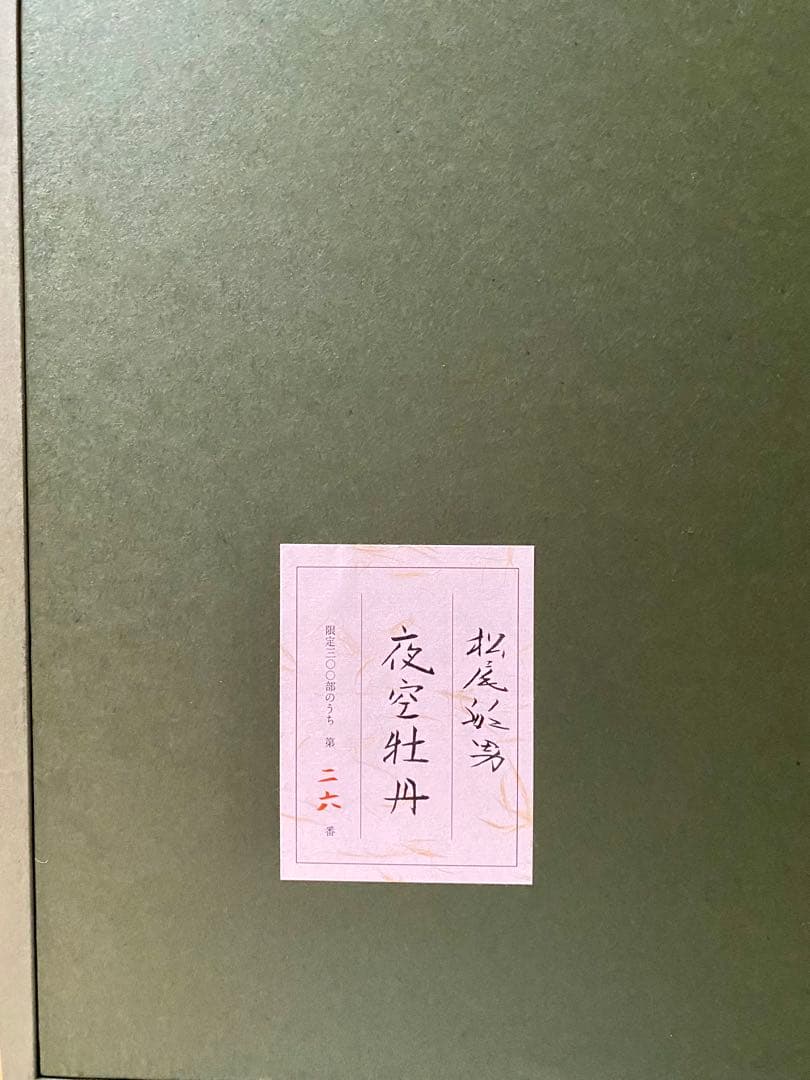 松尾敏男
夜空牡丹
限定三〇〇部のうち 第 二六 番